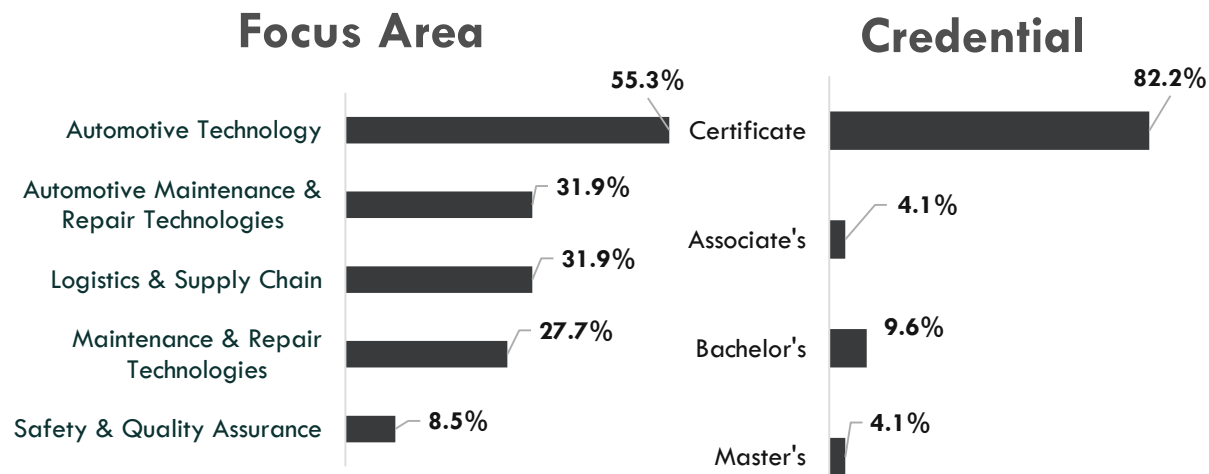 Focus Area
55.3%
Automotive Technology
Automotive Maintenance &
Repair Technologies
31.9%
Logistics & Supply Chain
31.9%
Maintenance & Repair
Technologies
27.7%
Safety & Quality Assurance
8.5%
Credential
82.2%
Certificate
Associate's
4.1%
Bachelor's
9.6%
Master's
4.1%